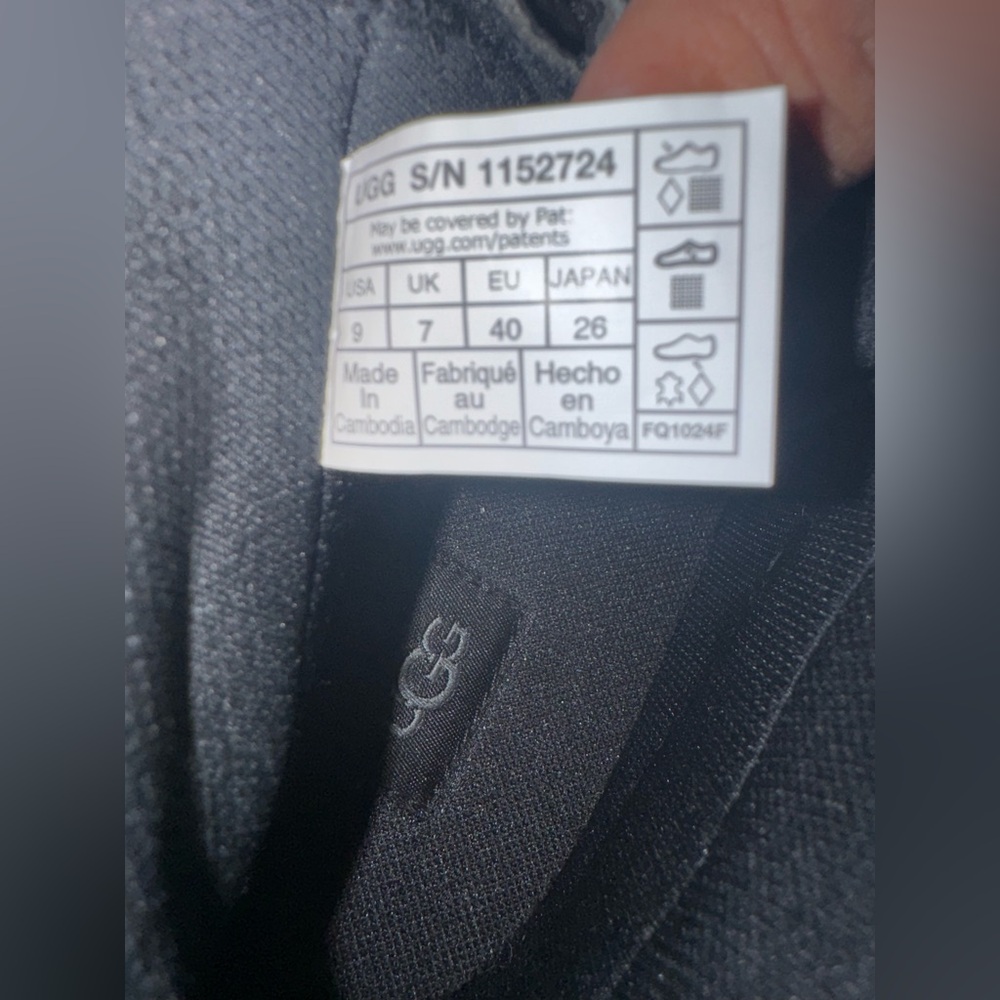 UGG S/N 1152724
May be covered by Pat:
www.ugg.com/patents
USA UK EU JAPAN
9 7 40 26
Made Fabriqué Hecho
In au en
Cambodia Cambodge Camboya
FQ1024F
UGG